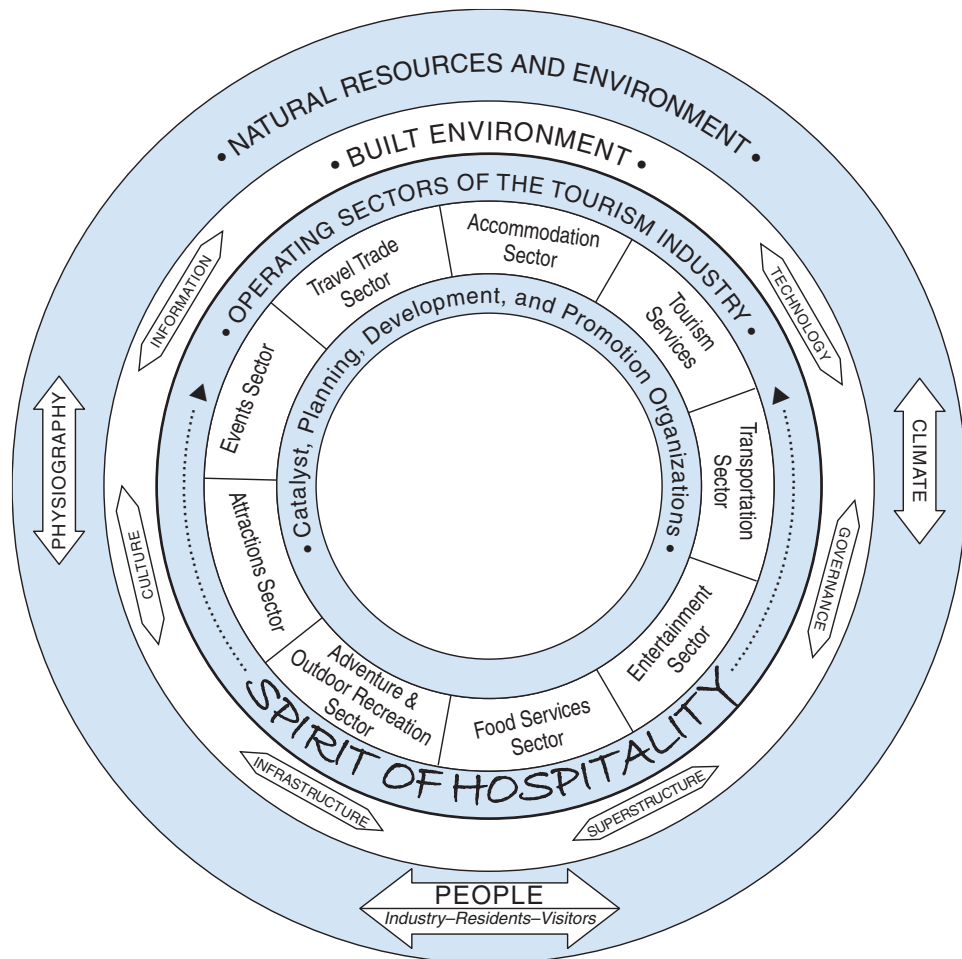 • NATURAL RESOURCES AND ENVIRONMENT •
• BUILT ENVIRONMENT •
• OPERATING SECTORS OF THE TOURISM INDUSTRY •
Accommodation
Sector
Travel Trade
Sector
Tourism
Services
INFORMATION
TECHNOLOGY
• Catalyst, Planning, Development, and Promotion Organizations •
Events Sector
Transportation
Sector
PHYSIOGRAPHY
CLIMATE
CULTURE
GOVERNANCE
Attractions Sector
Entertainment
Sector
Adventure &
Outdoor Recreation
Sector
Food Services
Sector
SPIRIT OF HOSPITALITY
INFRASTRUCTURE
SUPERSTRUCTURE
PEOPLE
Industry–Residents–Visitors